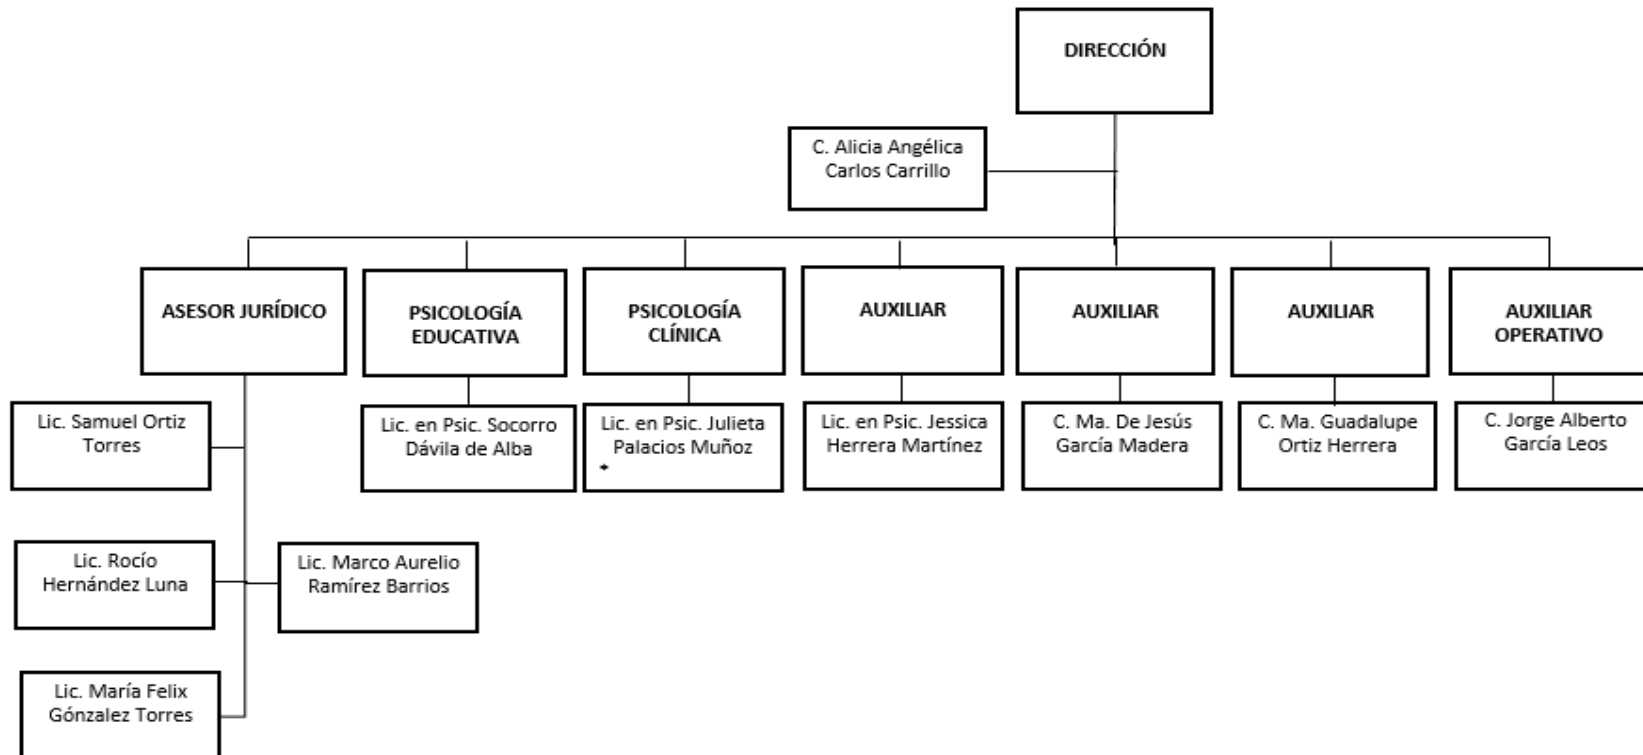 DIRECCIÓN
C. Alicia Angélica
Carlos Carrillo
ASESOR JURÍDICO
PSICOLOGÍA
EDUCATIVA
PSICOLOGÍA
CLÍNICA
AUXILIAR
AUXILIAR
AUXILIAR
AUXILIAR
OPERATIVO
Lic. Samuel Ortiz
Torres
Lic. en Psic. Socorro
Dávila de Alba
Lic. en Psic. Julieta
Palacios Muñoz
*
Lic. en Psic. Jessica
Herrera Martínez
C. Ma. De Jesús
García Madera
C. Ma. Guadalupe
Ortiz Herrera
C. Jorge Alberto
García Leos
Lic. Rocío
Hernández Luna
Lic. Marco Aurelio
Ramírez Barrios
Lic. María Felix
Gónzalez Torres